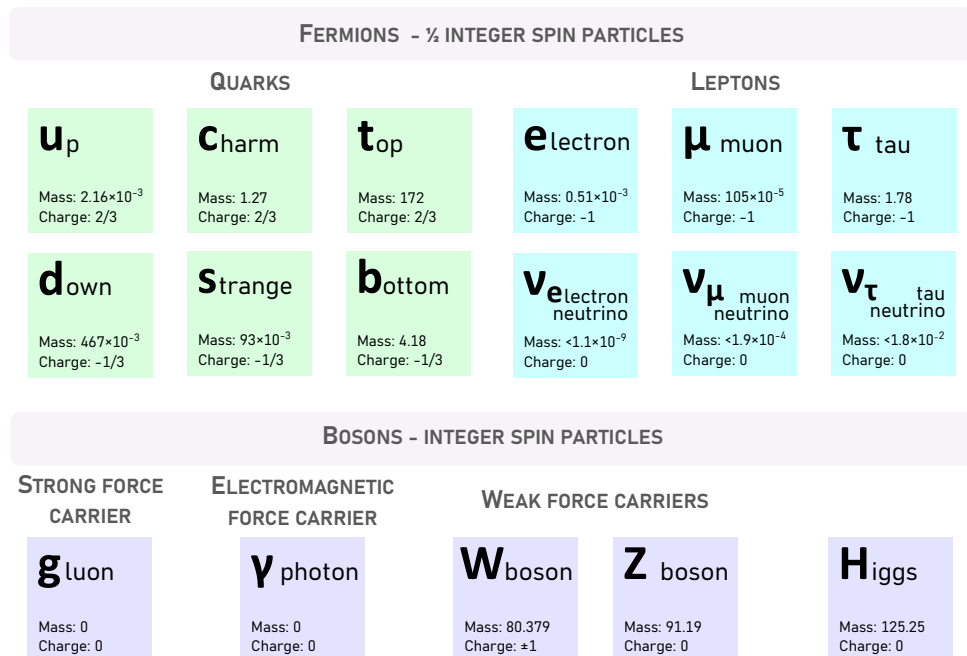 FERMIONS - ½ INTEGER SPIN PARTICLES
QUARKS
LEPTONS
up
Mass: 2.16×10⁻³
Charge: 2/3
charm
Mass: 1.27
Charge: 2/3
top
Mass: 172
Charge: 2/3
electron
Mass: 0.51×10⁻³
Charge: -1
μ muon
Mass: 105×10⁻⁵
Charge: -1
τ tau
Mass: 1.78
Charge: -1
down
Mass: 467×10⁻³
Charge: -1/3
strange
Mass: 93×10⁻³
Charge: -1/3
bottom
Mass: 4.18
Charge: -1/3
νelectron
neutrino
Mass: <1.1×10⁻⁹
Charge: 0
νμ muon
neutrino
Mass: <1.9×10⁻⁴
Charge: 0
ντ tau
neutrino
Mass: <1.8×10⁻²
Charge: 0
BOSONS - INTEGER SPIN PARTICLES
STRONG FORCE
CARRIER
ELECTROMAGNETIC
FORCE CARRIER
WEAK FORCE CARRIERS
gluon
Mass: 0
Charge: 0
γ photon
Mass: 0
Charge: 0
W boson
Mass: 80.379
Charge: ±1
Z boson
Mass: 91.19
Charge: 0
Higgs
Mass: 125.25
Charge: 0